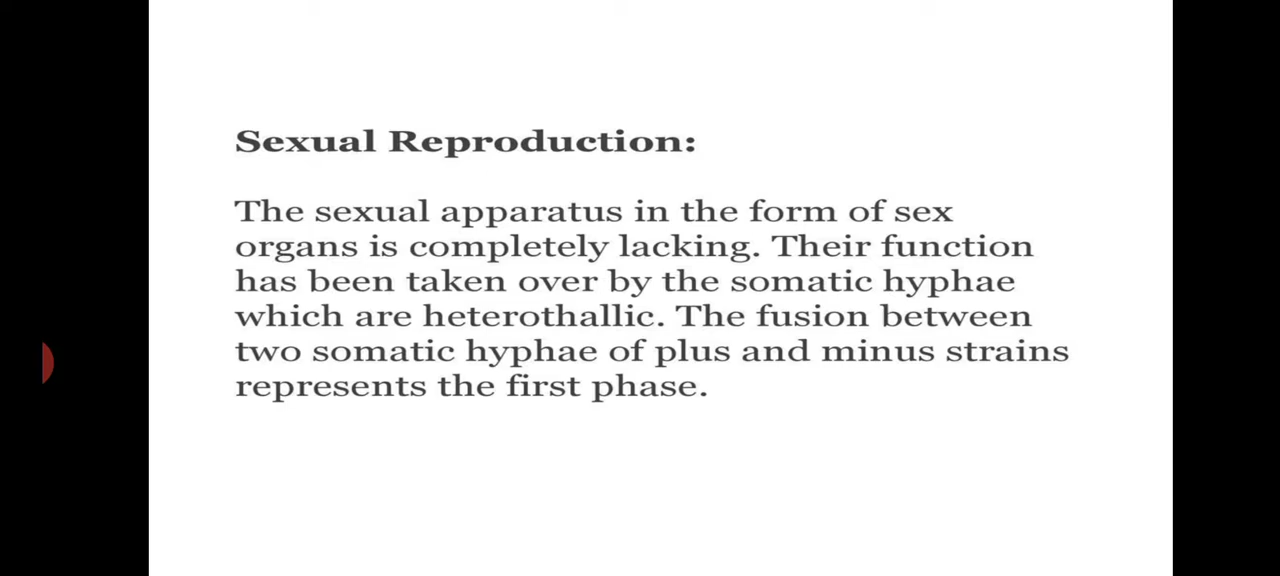 Sexual Reproduction:
The sexual apparatus in the form of sex
organs is completely lacking. Their function
has been taken over by the somatic hyphae
which are heterothallic. The fusion between
two somatic hyphae of plus and minus strains
represents the first phase.